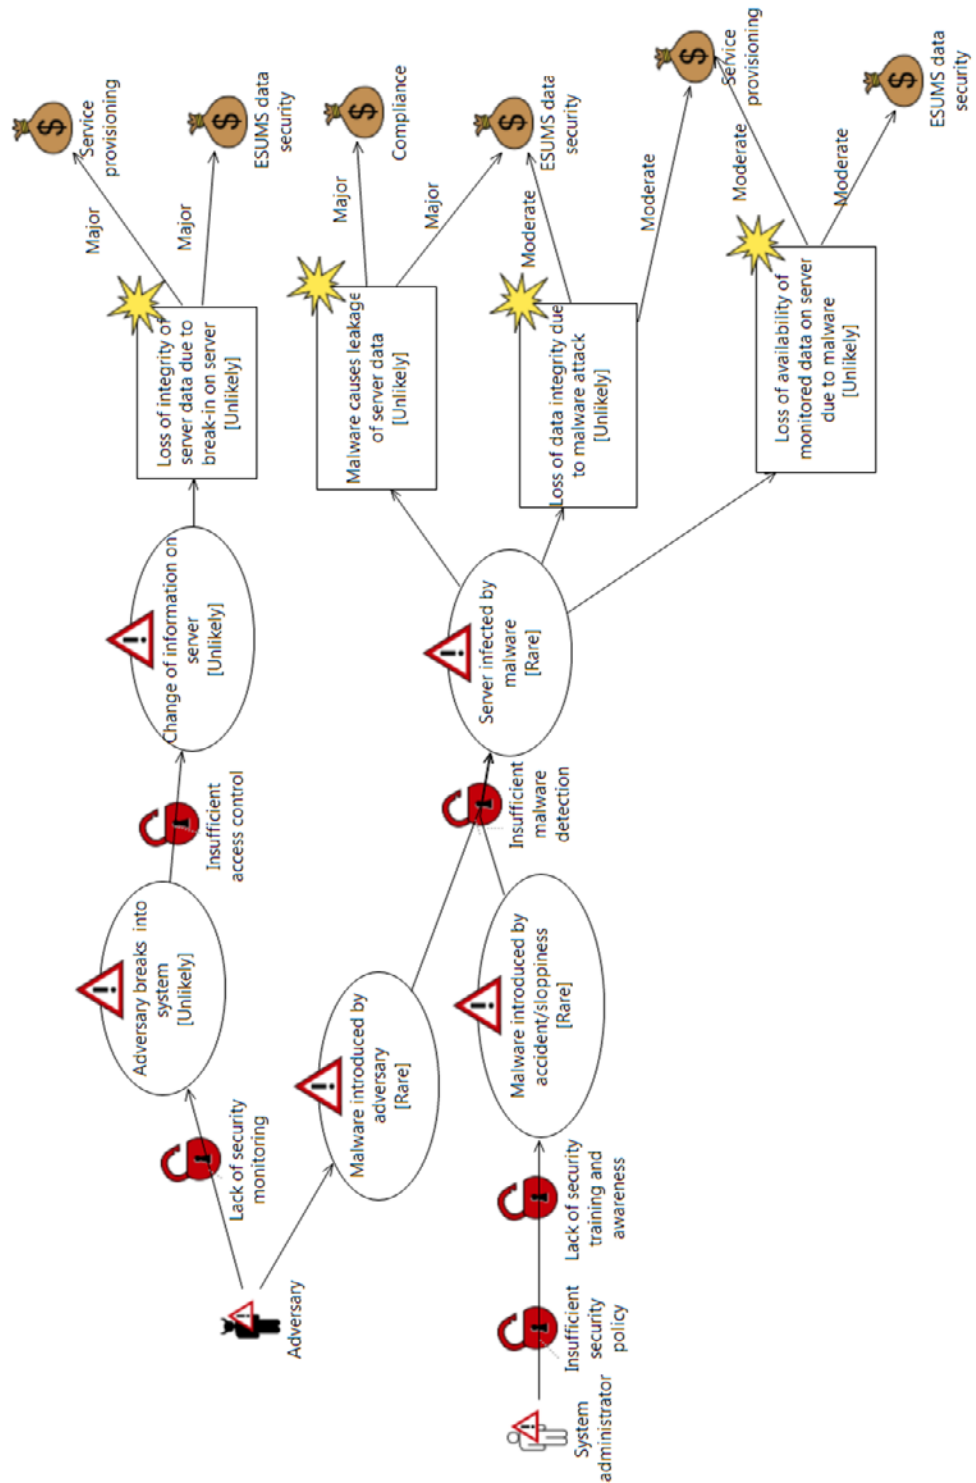 Adversary
Lack of security
monitoring
Adversary breaks into
system
[Unlikely]
Insufficient
access control
Change of information on
server
[Unlikely]
Loss of integrity of
server data due to
break-in on server
[Unlikely]
Major
Service
provisioning
Major
ESUMS data
security
Malware introduced by
adversary
[Rare]
System
administrator
Insufficient
security
policy
Lack of security
training and
awareness
Malware introduced by
accident/sloppiness
[Rare]
Insufficient
malware
detection
Server infected by
malware
[Rare]
Malware causes leakage
of server data
[Unlikely]
Major
Compliance
Major
ESUMS data
security
Loss of data integrity due
to malware attack
[Unlikely]
Moderate
Moderate
Service
provisioning
Loss of availability of
monitored data on server
due to malware
[Unlikely]
Moderate
Moderate
ESUMS data
security